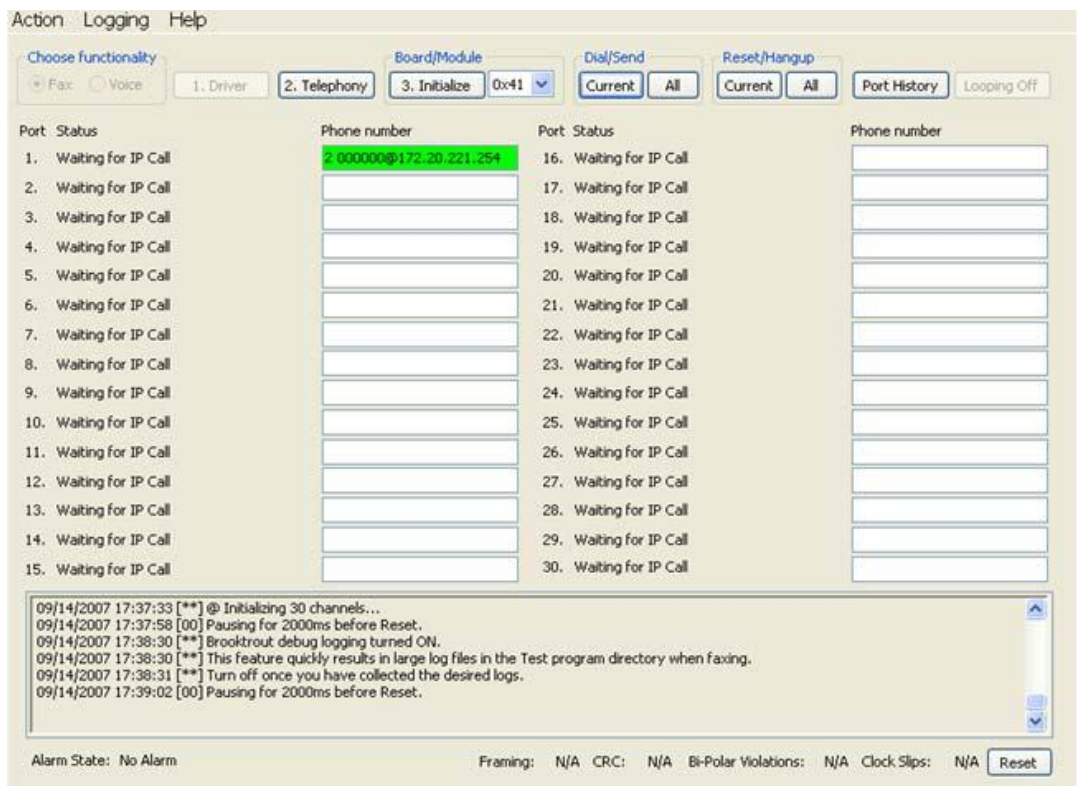 Action Logging Help
Choose functionality Board/Module Dial/Send Reset/Hangup
Fax Voice 1. Driver 2. Telephony 3. Initialize 0x41 Current All Current All Port History Looping Off
Port Status Phone number Port Status Phone number
1. Waiting for IP Call 2 000000@172.20.221.254 16. Waiting for IP Call
2. Waiting for IP Call 17. Waiting for IP Call
3. Waiting for IP Call 18. Waiting for IP Call
4. Waiting for IP Call 19. Waiting for IP Call
5. Waiting for IP Call 20. Waiting for IP Call
6. Waiting for IP Call 21. Waiting for IP Call
7. Waiting for IP Call 22. Waiting for IP Call
8. Waiting for IP Call 23. Waiting for IP Call
9. Waiting for IP Call 24. Waiting for IP Call
10. Waiting for IP Call 25. Waiting for IP Call
11. Waiting for IP Call 26. Waiting for IP Call
12. Waiting for IP Call 27. Waiting for IP Call
13. Waiting for IP Call 28. Waiting for IP Call
14. Waiting for IP Call 29. Waiting for IP Call
15. Waiting for IP Call 30. Waiting for IP Call
09/14/2007 17:37:33 [**] @ Initializing 30 channels...
09/14/2007 17:37:58 [00] Pausing for 2000ms before Reset.
09/14/2007 17:38:30 [**] Brooktrout debug logging turned ON.
09/14/2007 17:38:30 [**] This feature quickly results in large log files in the Test program directory when faxing.
09/14/2007 17:38:31 [**] Turn off once you have collected the desired logs.
09/14/2007 17:39:02 [00] Pausing for 2000ms before Reset.
Alarm State: No Alarm Framing: N/A CRC: N/A Bi-Polar Violations: N/A Clock Slips: N/A Reset